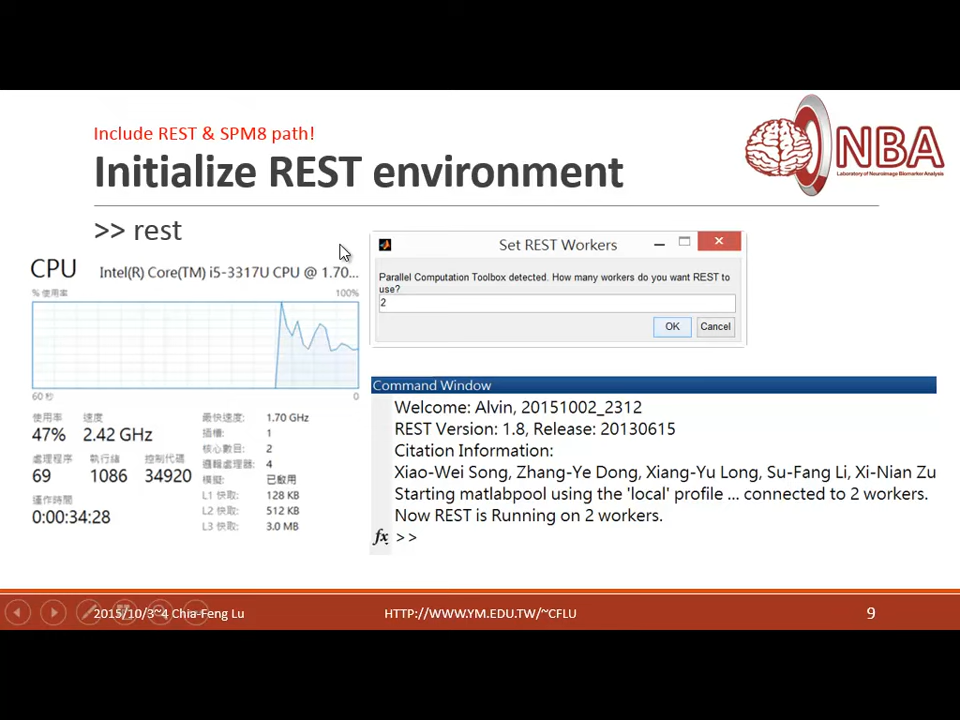 Include REST & SPM8 path!
Initialize REST environment
NBA
Laboratory of Neuroimage Biomarker Analysis
>> rest
CPU
Intel(R) Core(TM) i5-3317U CPU @ 1.70...
% 使用率
100%
60 秒
0
使用率 速度
47% 2.42 GHz
處理程序 執行緒 控制代碼
69 1086 34920
運作時間
0:00:34:28
最快速度: 1.70 GHz
插槽: 1
核心數目: 2
邏輯處理器: 4
模擬: 已啟用
L1 快取: 128 KB
L2 快取: 512 KB
L3 快取: 3.0 MB
Set REST Workers
Parallel Computation Toolbox detected. How many workers do you want REST to
use?
2
OK Cancel
Command Window
Welcome: Alvin, 20151002_2312
REST Version: 1.8, Release: 20130615
Citation Information:
Xiao-Wei Song, Zhang-Ye Dong, Xiang-Yu Long, Su-Fang Li, Xi-Nian Zu
Starting matlabpool using the 'local' profile ... connected to 2 workers.
Now REST is Running on 2 workers.
fx >>
2015/10/3~4 Chia-Feng Lu
HTTP://WWW.YM.EDU.TW/~CFLU
9